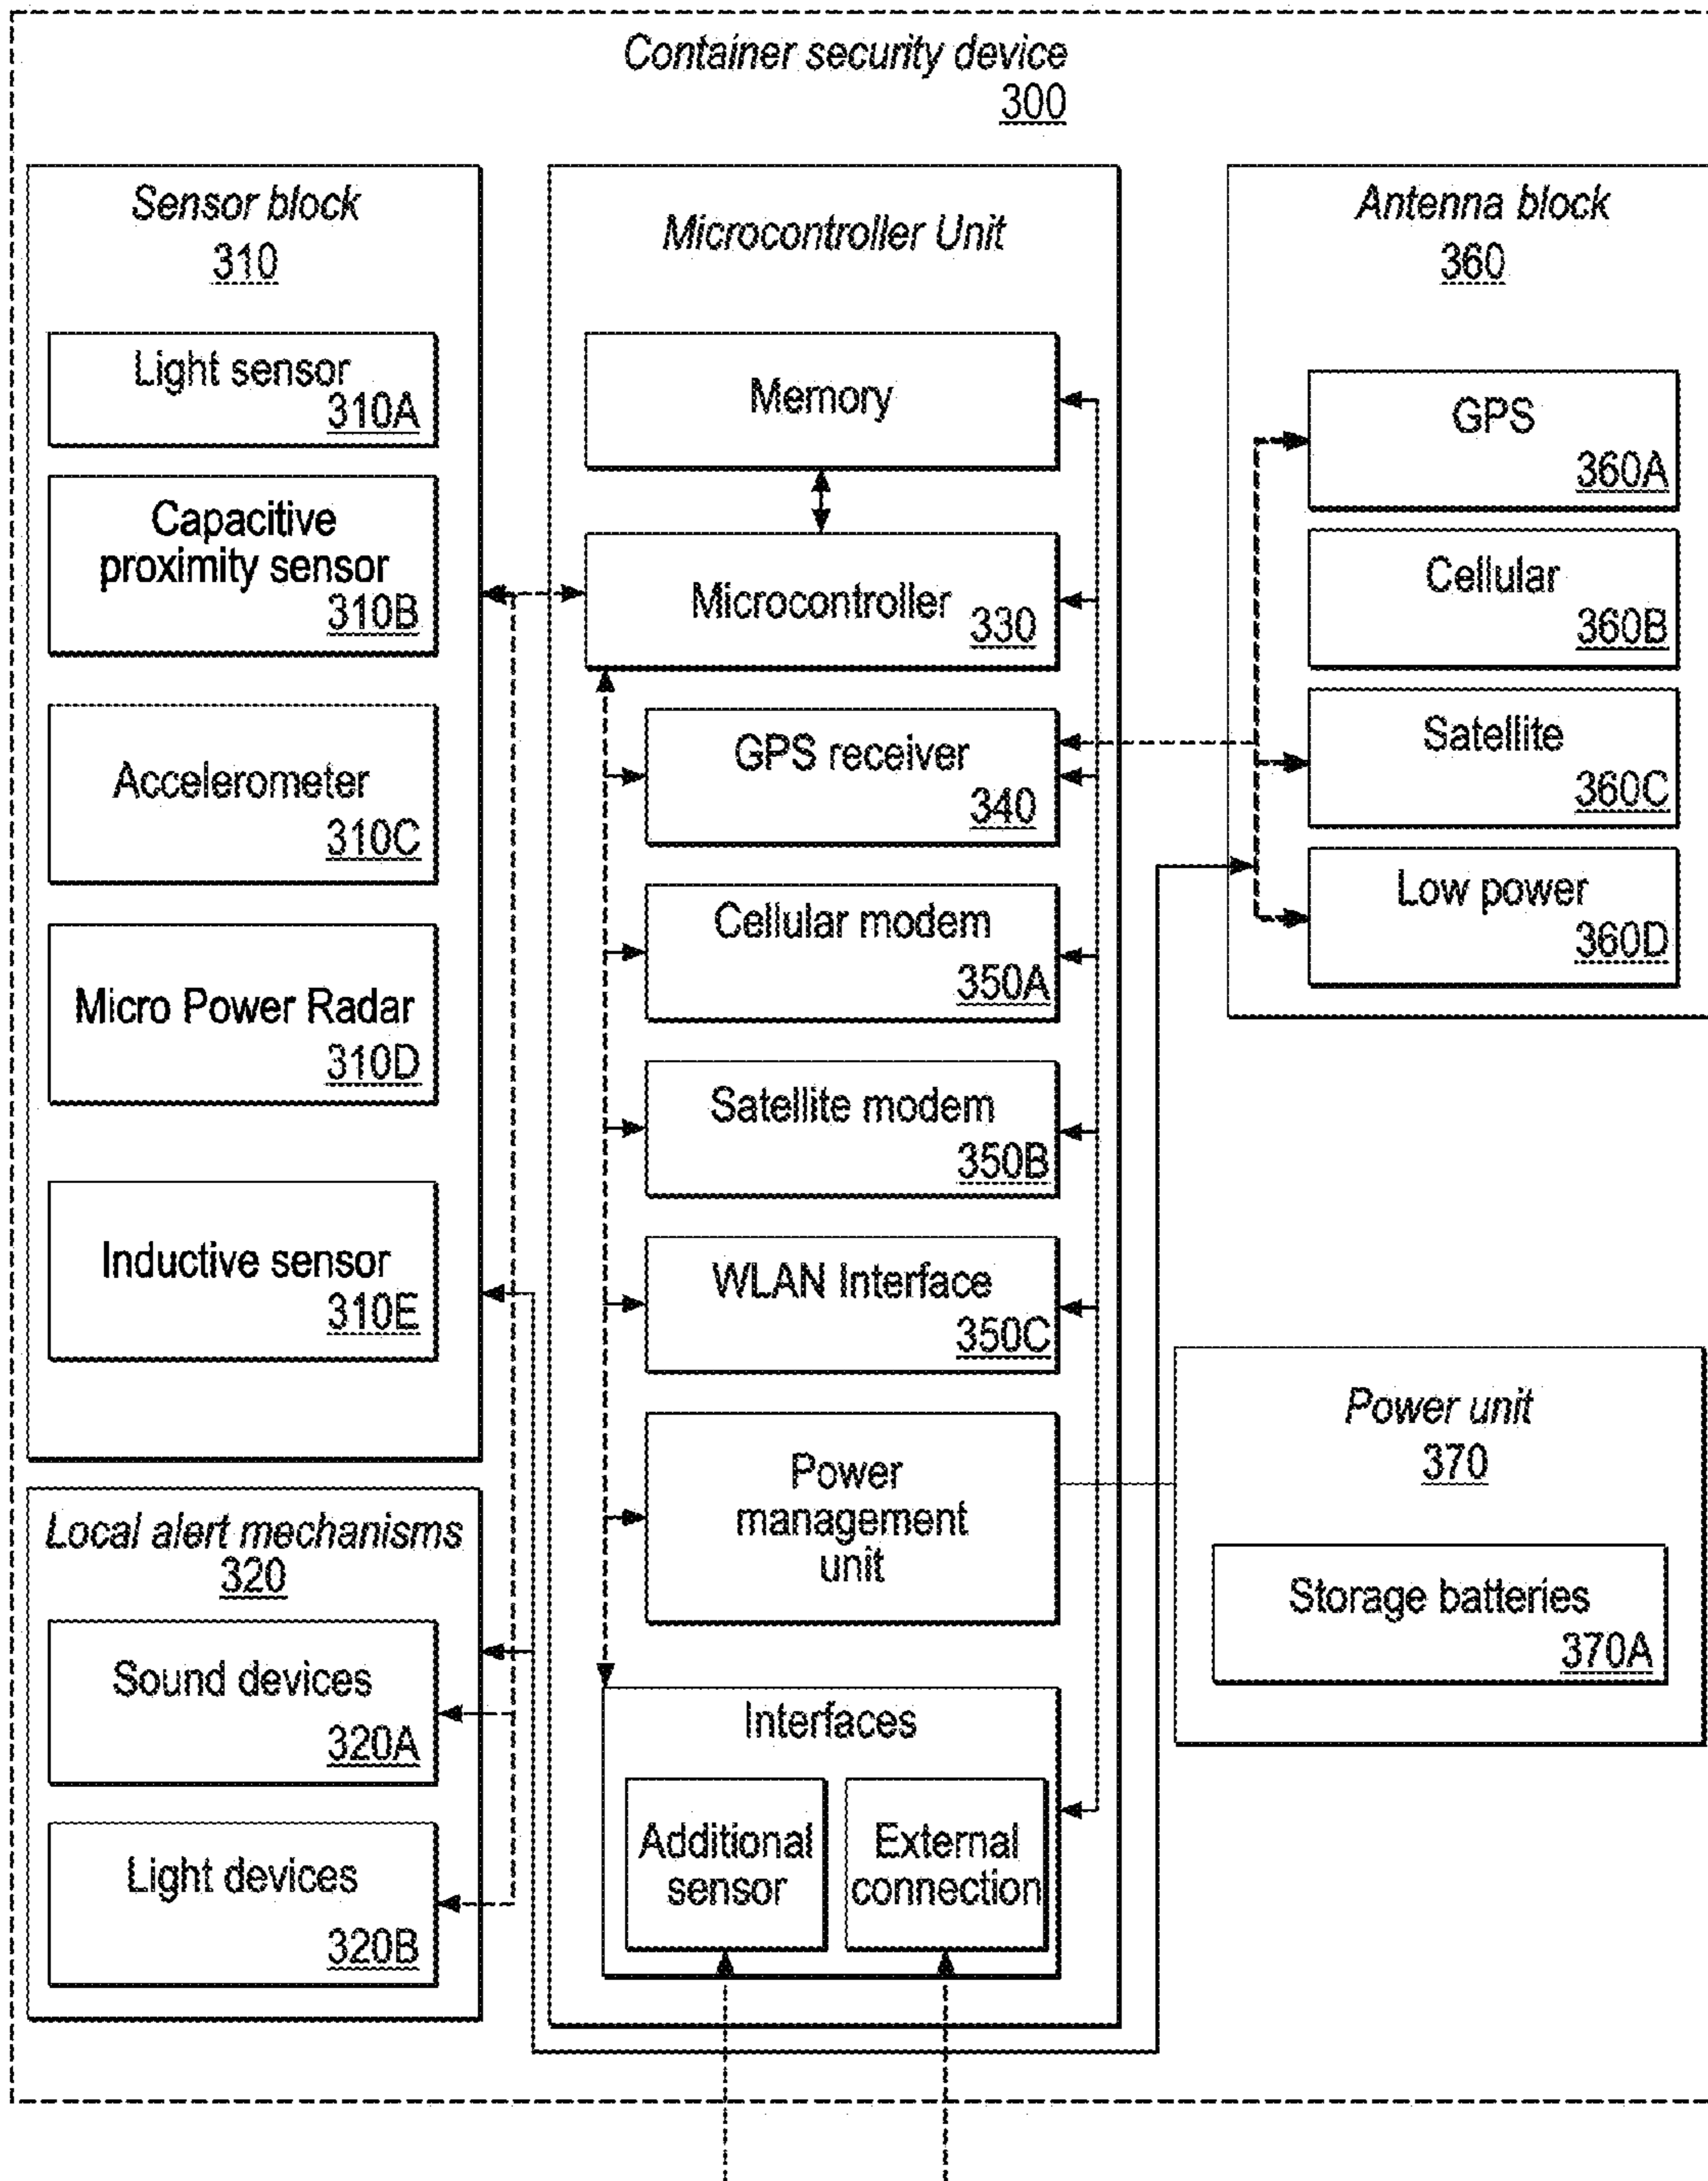 Container security device
300
Sensor block
310
Light sensor
310A
Capacitive
proximity sensor
310B
Accelerometer
310C
Micro Power Radar
310D
Inductive sensor
310E
Local alert mechanisms
320
Sound devices
320A
Light devices
320B
Microcontroller Unit
Memory
Microcontroller
330
GPS receiver
340
Cellular modem
350A
Satellite modem
350B
WLAN Interface
350C
Power
management
unit
Interfaces
Additional
sensor
External
connection
Antenna block
360
GPS
360A
Cellular
360B
Satellite
360C
Low power
360D
Power unit
370
Storage batteries
370A